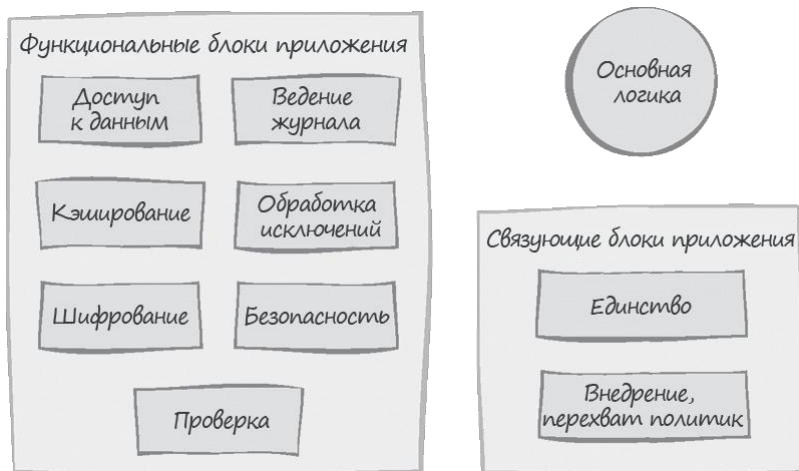 Функциональные блоки приложения
Доступ
к данным
Ведение
журнала
Кэширование
Обработка
исключений
Шифрование
Безопасность
Проверка
Основная
логика
Связующие блоки приложения
Единство
Внедрение,
перехват политик